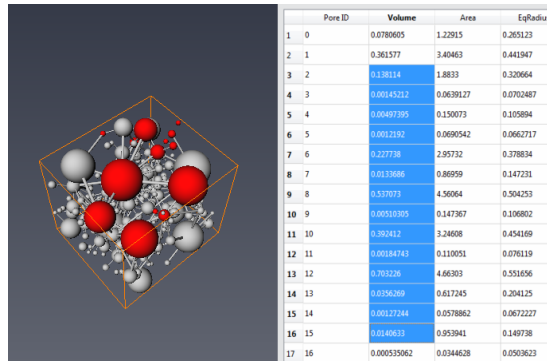 Pore ID Volume Area EqRadiu
1 0 0.0780605 1.22915 0.265123
2 1 0.361577 3.40463 0.441947
3 2 0.138114 1.8833 0.320664
4 3 0.00145212 0.0639127 0.0702487
5 4 0.00497395 0.150073 0.105894
6 5 0.0012192 0.0690542 0.0662717
7 6 0.227738 2.95732 0.378834
8 7 0.0133686 0.86959 0.147231
9 8 0.537073 4.56064 0.504253
10 9 0.00510305 0.147367 0.106802
11 10 0.392412 3.24608 0.454169
12 11 0.00184743 0.110051 0.076119
13 12 0.703226 4.66303 0.551656
14 13 0.0356269 0.617245 0.204125
15 14 0.00127244 0.0578862 0.0672227
16 15 0.0140633 0.953941 0.149738
17 16 0.000535062 0.0344628 0.0503623